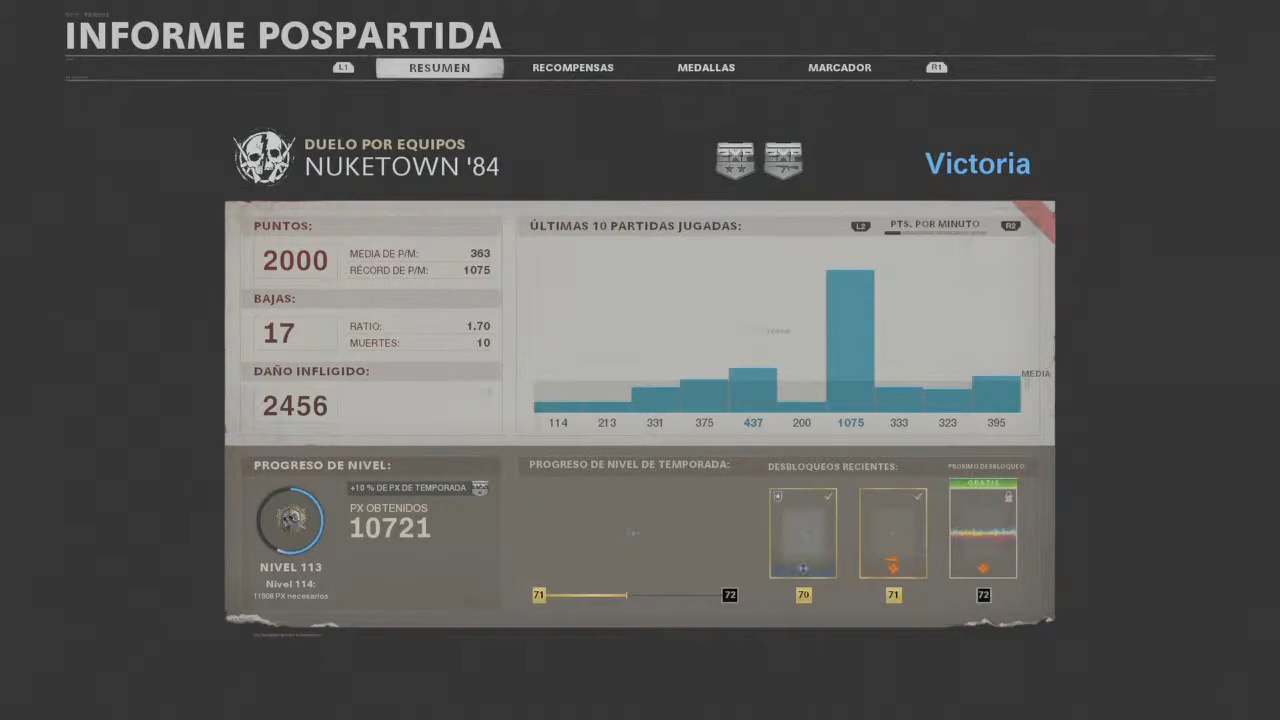 INFORME POSPARTIDA
L1 RESUMEN RECOMPENSAS MEDALLAS MARCADOR R1
DUELO POR EQUIPOS
NUKETOWN '84
2XP 2XP
Victoria
PUNTOS:
2000
MEDIA DE P/M: 363
RÉCORD DE P/M: 1075
BAJAS:
17
RATIO: 1.70
MUERTES: 10
DAÑO INFLIGIDO:
2456
ÚLTIMAS 10 PARTIDAS JUGADAS:
L2 PTS. POR MINUTO R2
MEDIA
114 213 331 375 437 200 1075 333 323 395
PROGRESO DE NIVEL:
+10 % DE PX DE TEMPORADA
PX OBTENIDOS
10721
NIVEL 113
Nivel 114:
11908 PX necesarios
PROGRESO DE NIVEL DE TEMPORADA:
71 72
DESBLOQUEOS RECIENTES:
70 71
PRÓXIMO DESBLOQUEO:
GRATIS
72